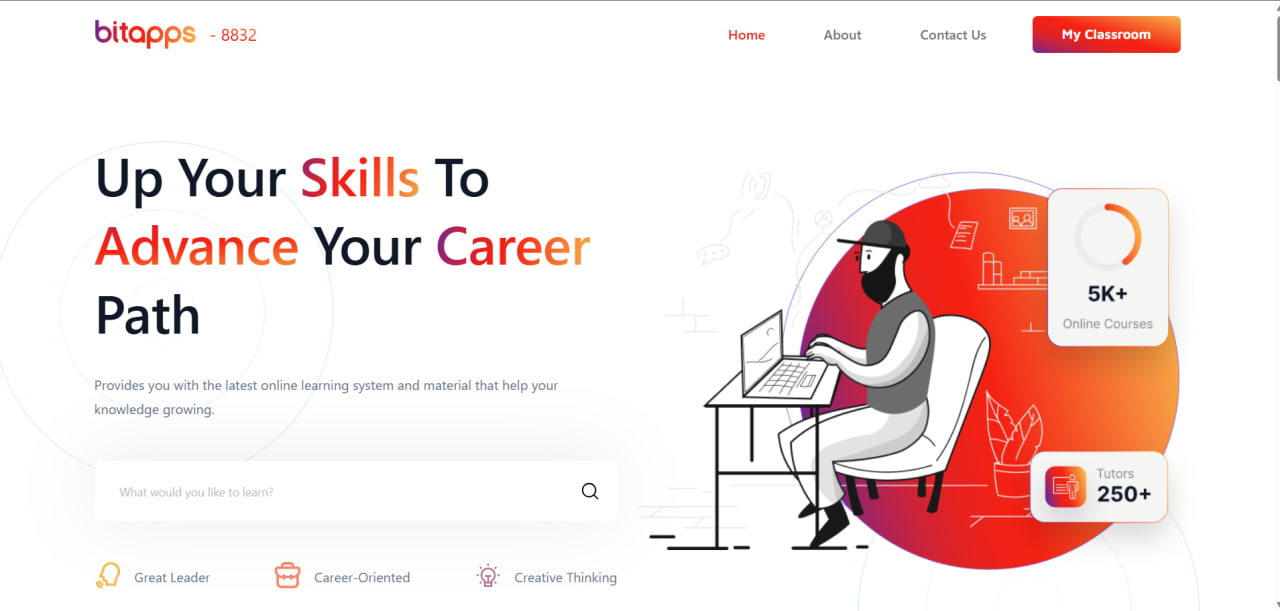 bitapps - 8832
Home About Contact Us My Classroom
Up Your Skills To
Advance Your Career
Path
Provides you with the latest online learning system and material that help your
knowledge growing.
What would you like to learn?
Great Leader Career-Oriented Creative Thinking
5K+
Online Courses
Tutors
250+